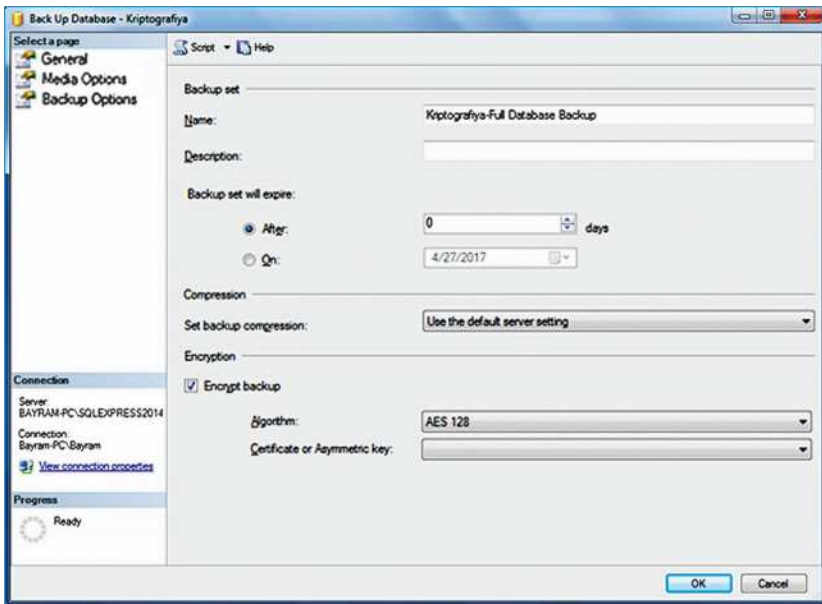 Back Up Database - Kriptografiya
Select a page
General
Media Options
Backup Options
Script
Help
Backup set
Name:
Kriptografiya-Full Database Backup
Description:
Backup set will expire:
After:
0
days
On:
4/27/2017
Compression
Set backup compression:
Use the default server setting
Encryption
Encrypt backup
Algorithm:
AES 128
Certificate or Asymmetric key:
Connection
Server:
BAYRAM-PC\SQLEXPRESS2014
Connection:
Bayram-PC\Bayram
View connection properties
Progress
Ready
OK
Cancel